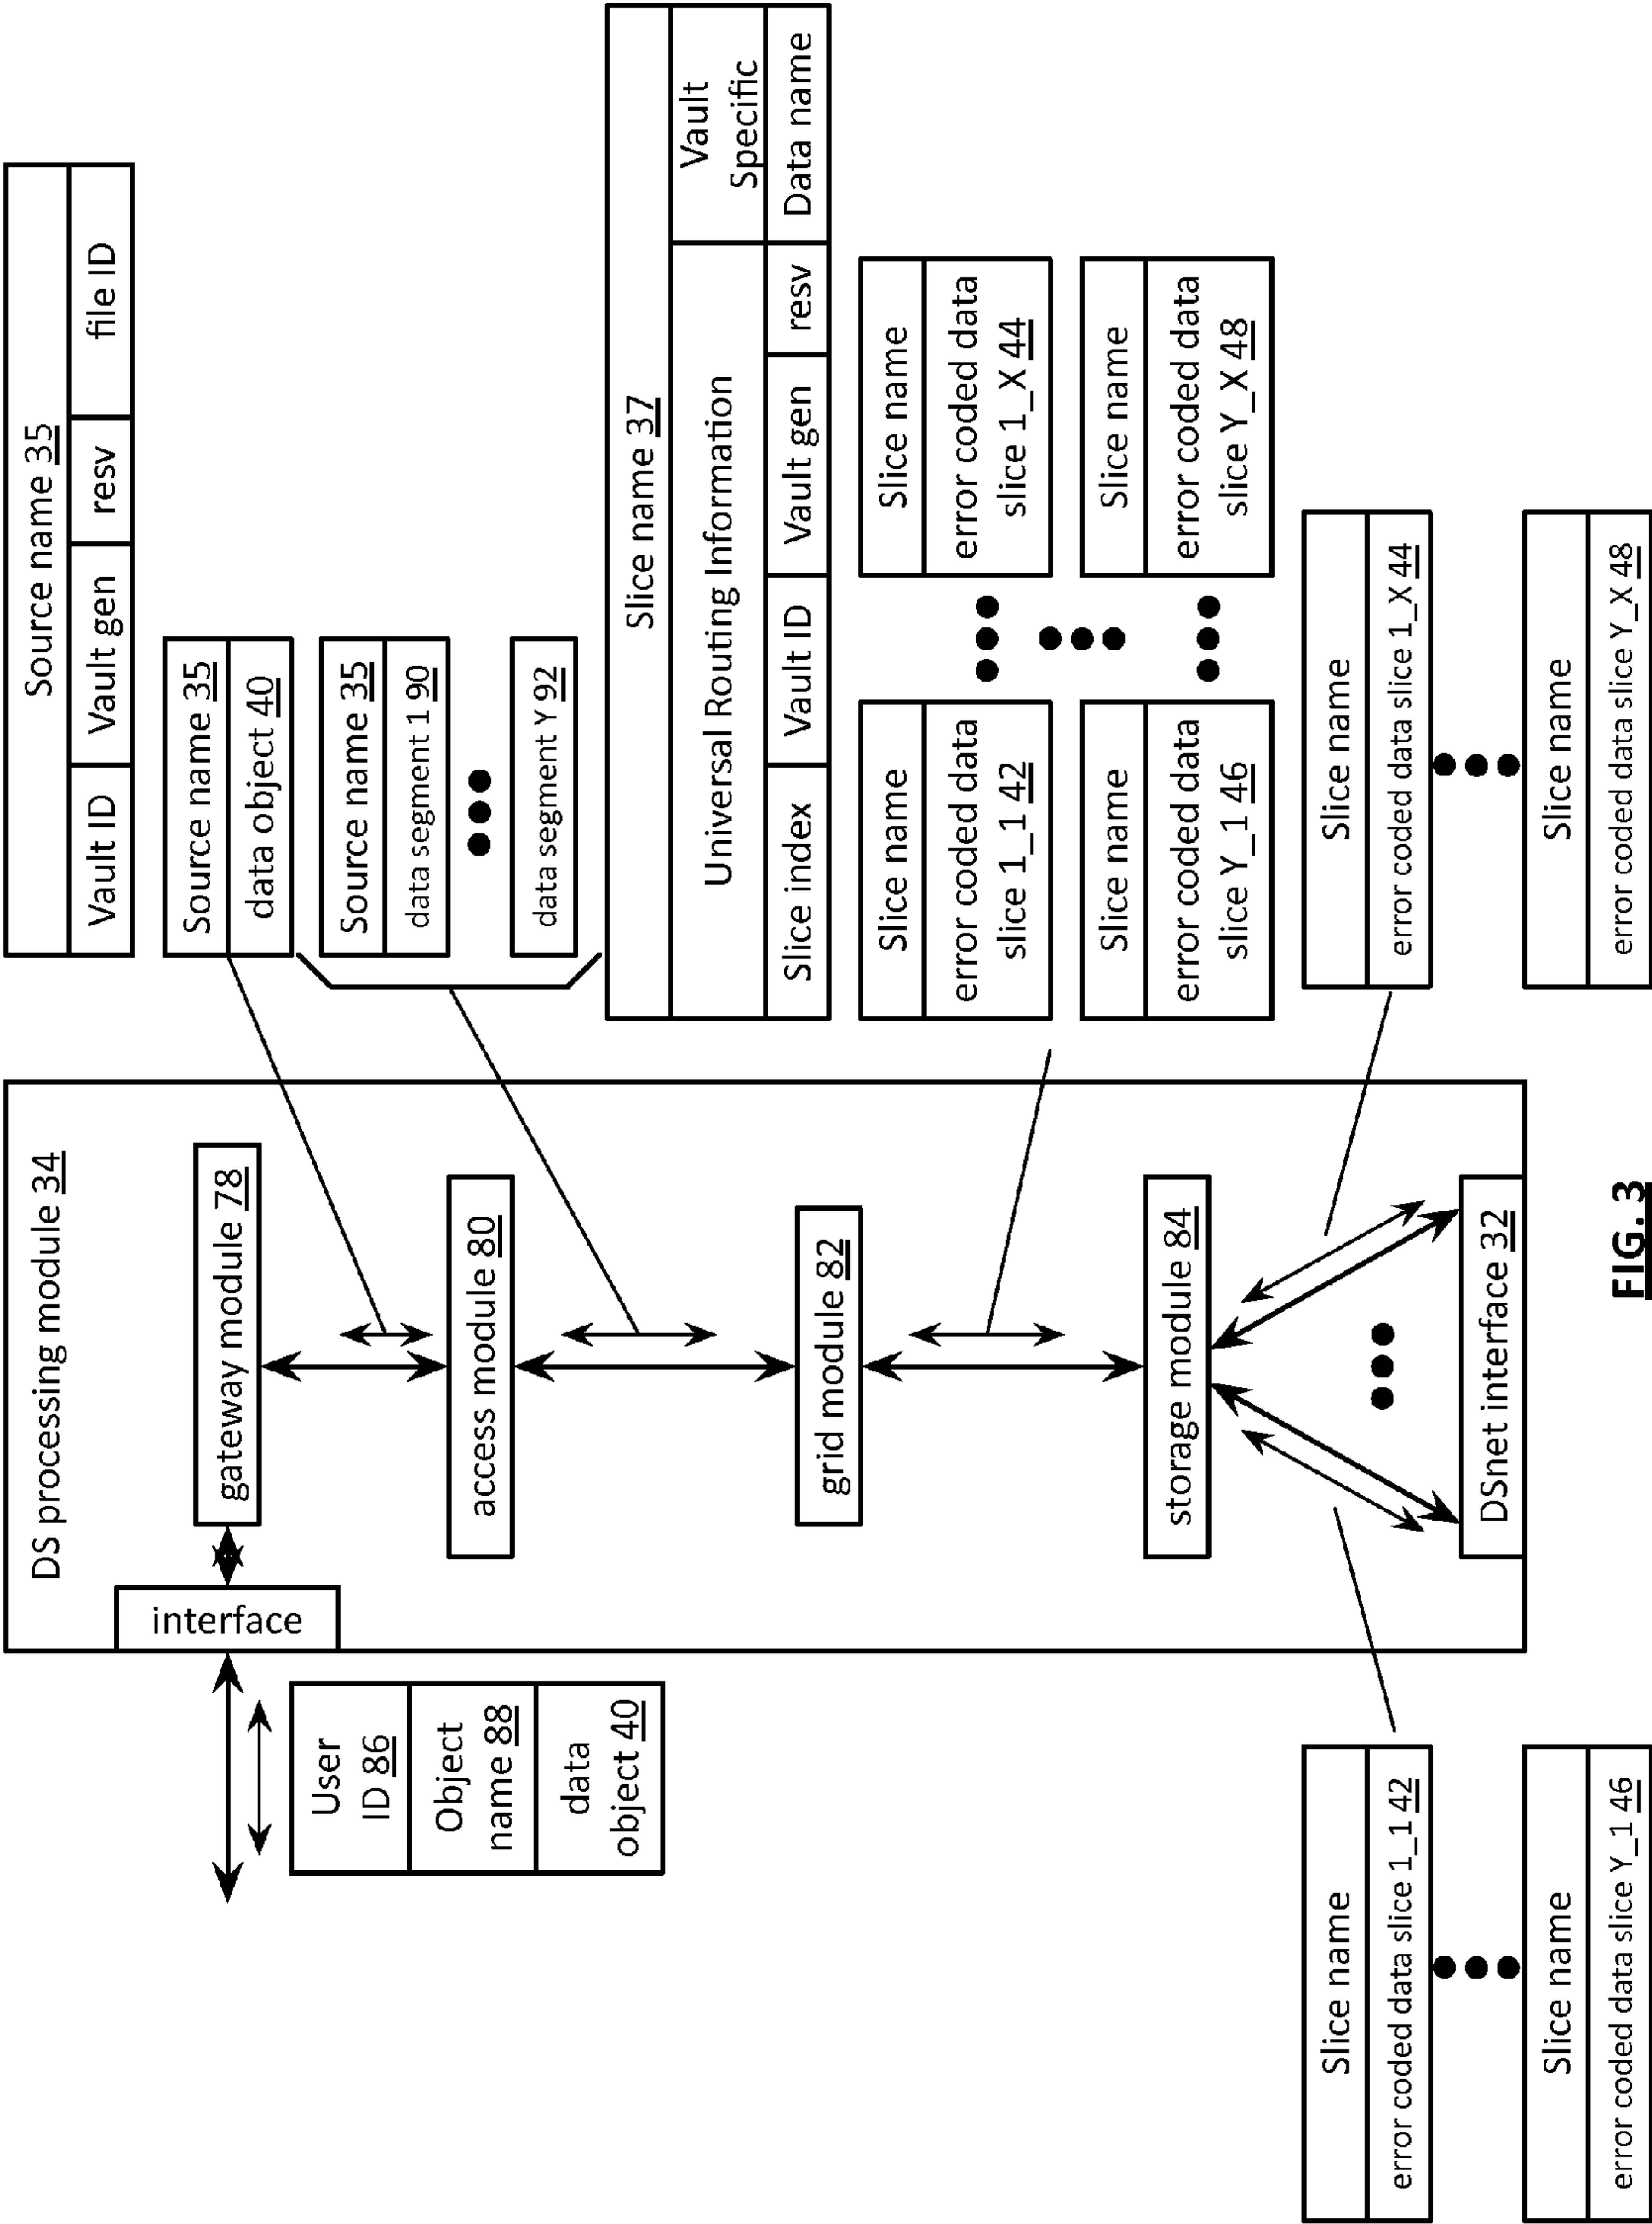 DS processing module 34
interface
gateway module 78
access module 80
grid module 82
storage module 84
DSnet interface 32
User
ID 86
Object
name 88
data
object 40
Source name 35
Vault ID
Vault gen
resv
file ID
Source name 35
data object 40
Source name 35
data segment 1 90
data segment Y 92
Slice name 37
Universal Routing Information
Vault
Specific
Slice index
Vault ID
Vault gen
resv
Data name
Slice name
error coded data
slice 1_1 42
Slice name
error coded data
slice 1_X 44
Slice name
error coded data
slice Y_1 46
Slice name
error coded data
slice Y_X 48
Slice name
error coded data slice 1_1 42
Slice name
error coded data slice Y_1 46
Slice name
error coded data slice 1_X 44
Slice name
error coded data slice Y_X 48
FIG. 3